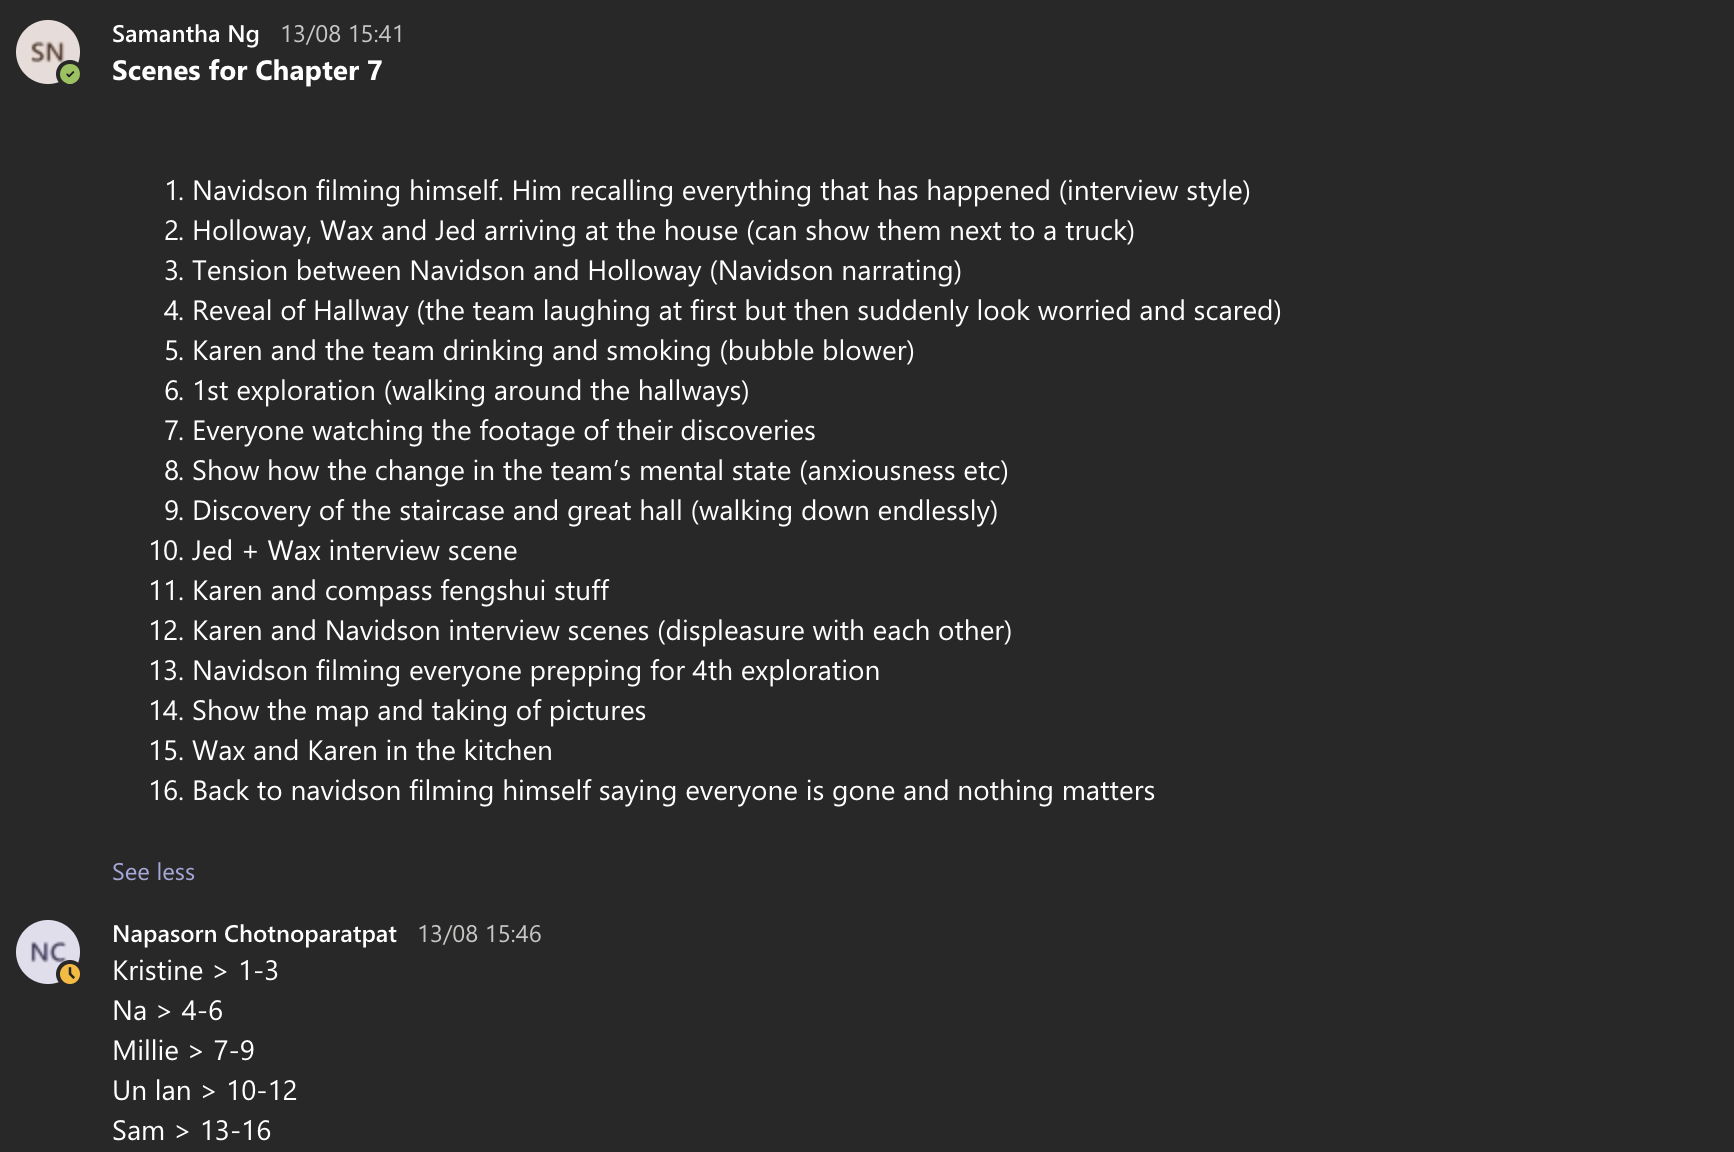 SN
Samantha Ng 13/08 15:41
Scenes for Chapter 7
1. Navidson filming himself. Him recalling everything that has happened (interview style)
2. Holloway, Wax and Jed arriving at the house (can show them next to a truck)
3. Tension between Navidson and Holloway (Navidson narrating)
4. Reveal of Hallway (the team laughing at first but then suddenly look worried and scared)
5. Karen and the team drinking and smoking (bubble blower)
6. 1st exploration (walking around the hallways)
7. Everyone watching the footage of their discoveries
8. Show how the change in the team’s mental state (anxiousness etc)
9. Discovery of the staircase and great hall (walking down endlessly)
10. Jed + Wax interview scene
11. Karen and compass fengshui stuff
12. Karen and Navidson interview scenes (displeasure with each other)
13. Navidson filming everyone prepping for 4th exploration
14. Show the map and taking of pictures
15. Wax and Karen in the kitchen
16. Back to navidson filming himself saying everyone is gone and nothing matters
See less
NC
Napasorn Chotnoparatpat 13/08 15:46
Kristine > 1-3
Na > 4-6
Millie > 7-9
Un lan > 10-12
Sam > 13-16